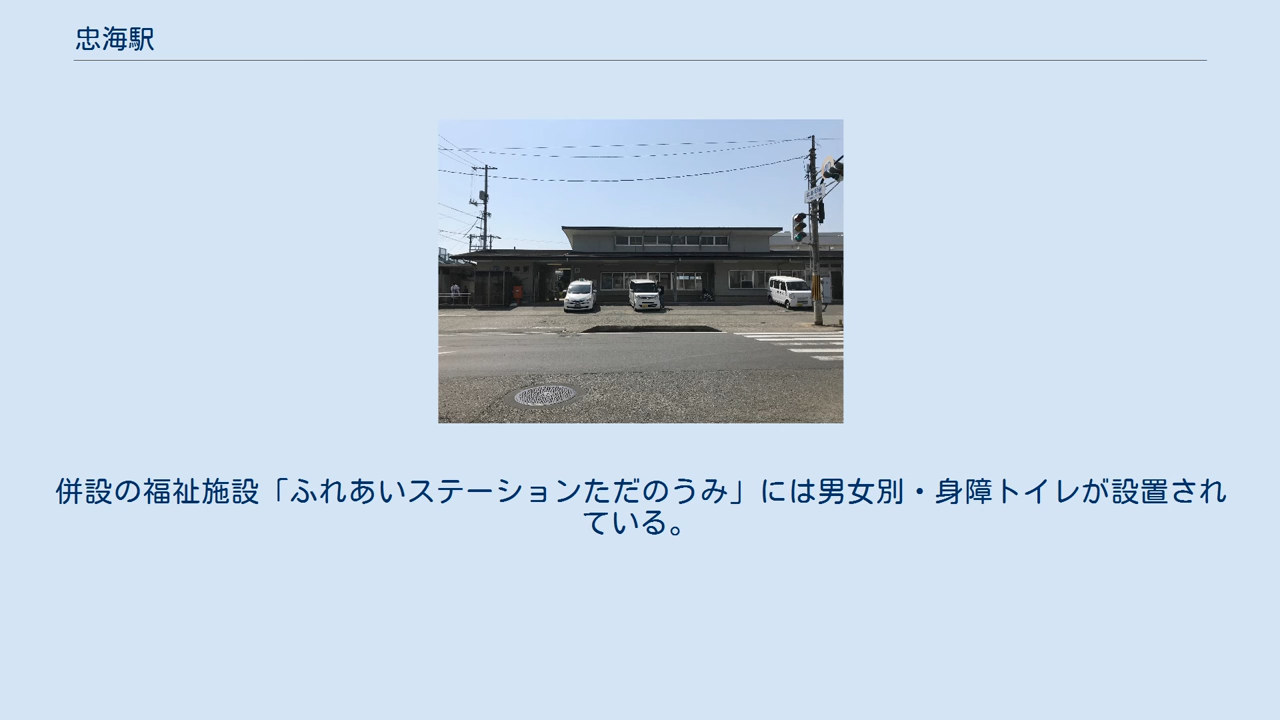 忠海駅
併設の福祉施設「ふれあいステーションただのうみ」には男女別・身障トイレが設置され
ている。